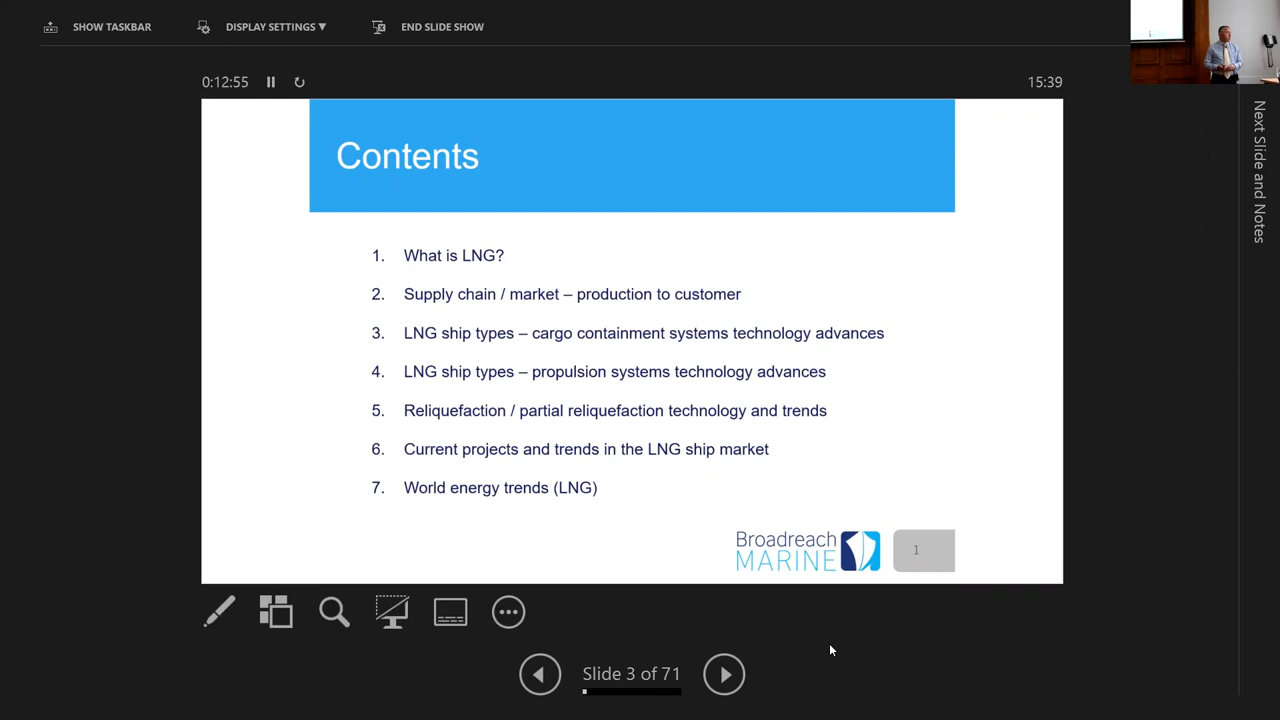 SHOW TASKBAR
DISPLAY SETTINGS ▼
END SLIDE SHOW
0:12:55
15:39
Next Slide and Notes
Contents
1. What is LNG?
2. Supply chain / market – production to customer
3. LNG ship types – cargo containment systems technology advances
4. LNG ship types – propulsion systems technology advances
5. Reliquefaction / partial reliquefaction technology and trends
6. Current projects and trends in the LNG ship market
7. World energy trends (LNG)
Broadreach
MARINE
1
Slide 3 of 71